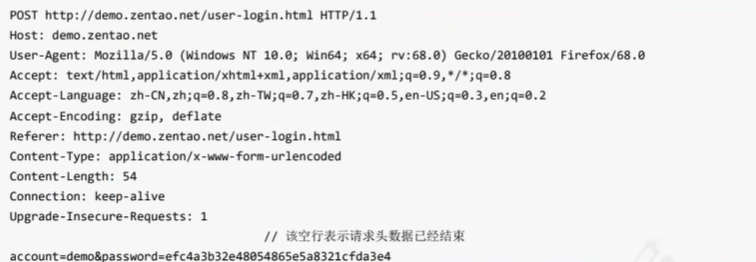 POST http://demo.zentao.net/user-login.html HTTP/1.1
Host: demo.zentao.net
User-Agent: Mozilla/5.0 (Windows NT 10.0; Win64; x64; rv:68.0) Gecko/20100101 Firefox/68.0
Accept: text/html,application/xhtml+xml,application/xml;q=0.9,*/*;q=0.8
Accept-Language: zh-CN,zh;q=0.8,zh-TW;q=0.7,zh-HK;q=0.5,en-US;q=0.3,en;q=0.2
Accept-Encoding: gzip, deflate
Referer: http://demo.zentao.net/user-login.html
Content-Type: application/x-www-form-urlencoded
Content-Length: 54
Connection: keep-alive
Upgrade-Insecure-Requests: 1
// 该空行表示请求头数据已经结束
account=demo&password=efc4a3b32e48054865e5a8321cfda3e4